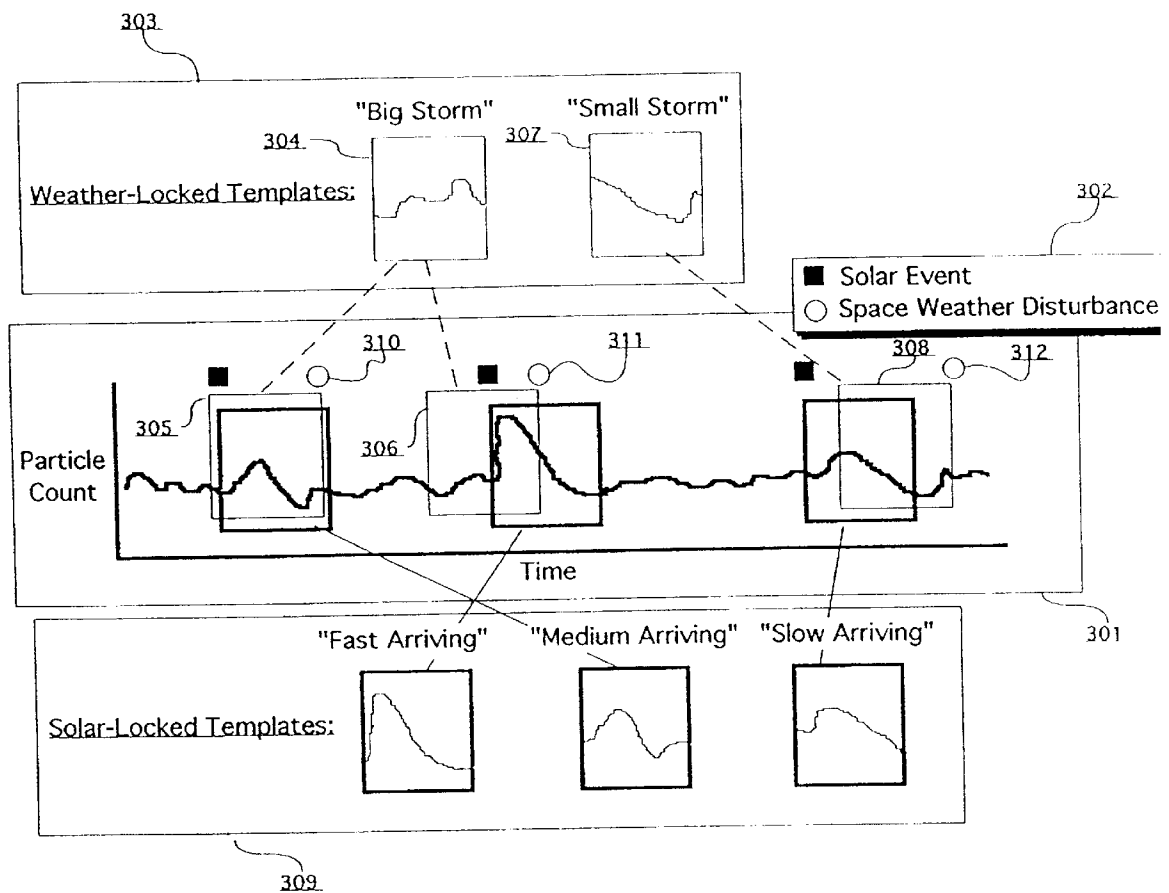 303
"Big Storm" "Small Storm"
304 307
Weather-Locked Templates:
302
Solar Event
Space Weather Disturbance
310 311 308 312
305 306
Particle
Count
Time
301
"Fast Arriving" "Medium Arriving" "Slow Arriving"
Solar-Locked Templates:
309